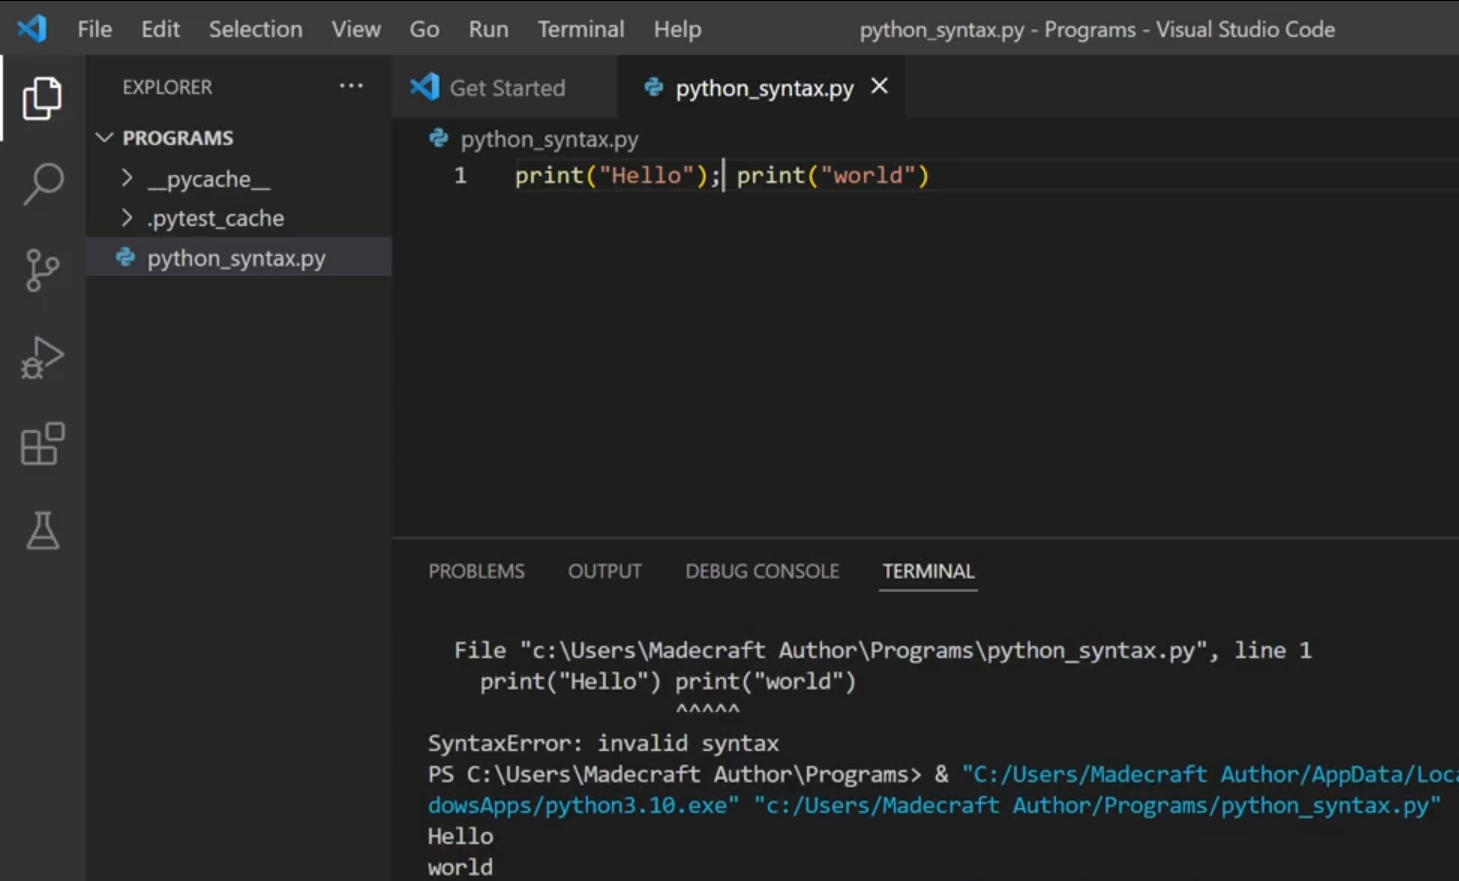 File Edit Selection View Go Run Terminal Help python_syntax.py - Programs - Visual Studio Code
EXPLORER ··· Get Started python_syntax.py
PROGRAMS
__pycache__
.pytest_cache
python_syntax.py
python_syntax.py
1 print("Hello"); print("world")
PROBLEMS OUTPUT DEBUG CONSOLE TERMINAL
File "c:\Users\Madecraft Author\Programs\python_syntax.py", line 1
print("Hello") print("world")
^^^^^
SyntaxError: invalid syntax
PS C:\Users\Madecraft Author\Programs> & "C:/Users/Madecraft Author/AppData/Loca
dowsApps/python3.10.exe" "c:/Users/Madecraft Author/Programs/python_syntax.py"
Hello
world